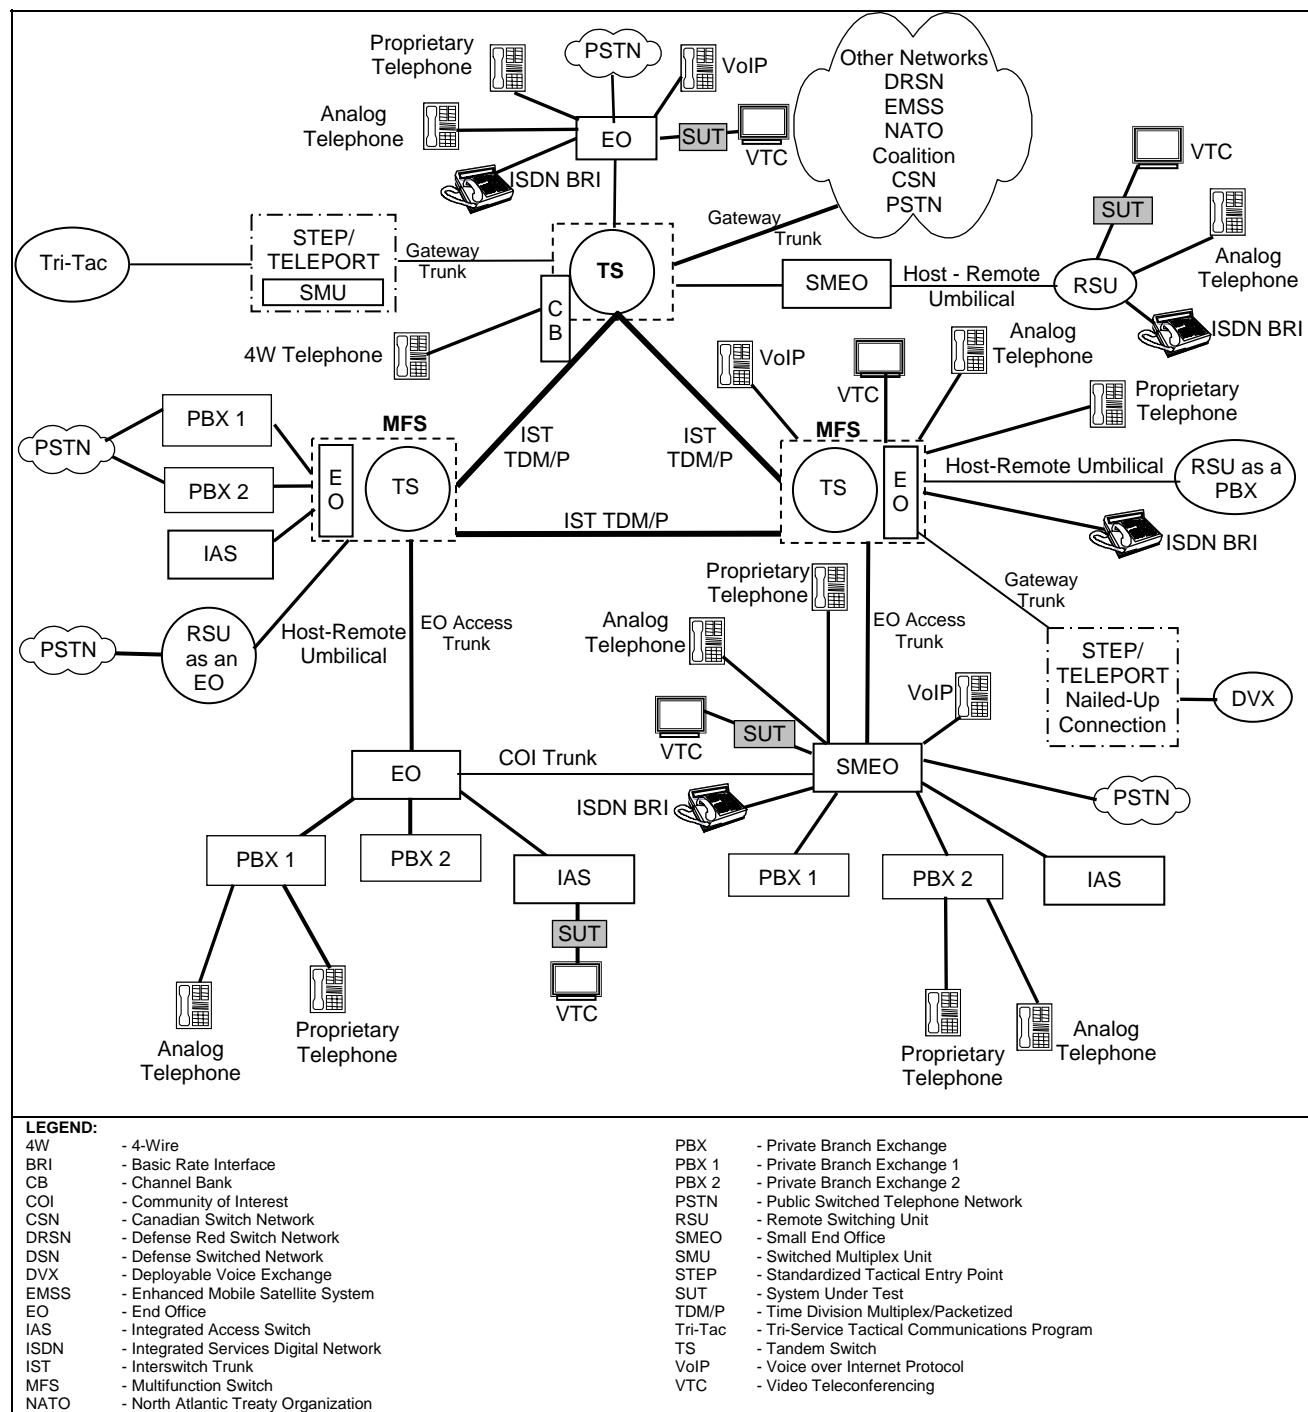 Proprietary
Telephone
PSTN
VoIP
Other Networks
DRSN
EMSS
NATO
Coalition
CSN
PSTN
Analog
Telephone
EO
SUT
VTC
ISDN BRI
VTC
SUT
Analog
Telephone
ISDN BRI
Gateway
Trunk
Tri-Tac
STEP/
TELEPORT
SMU
Gateway
Trunk
TS
C
B
SMEO
Host - Remote
Umbilical
RSU
4W Telephone
VoIP
VTC
Analog
Telephone
Proprietary
Telephone
PSTN
PBX 1
PBX 2
IAS
MFS
E
O
TS
IST
TDM/P
IST
TDM/P
IST TDM/P
MFS
TS
E
O
Host-Remote Umbilical
RSU as a
PBX
ISDN BRI
PSTN
RSU
as an
EO
Host-Remote
Umbilical
EO Access
Trunk
Proprietary
Telephone
Analog
Telephone
EO Access
Trunk
Gateway
Trunk
STEP/
TELEPORT
Nailed-Up
Connection
DVX
VoIP
VTC
SUT
EO
COI Trunk
SMEO
PSTN
ISDN BRI
PBX 1
PBX 2
IAS
PBX 1
PBX 2
IAS
SUT
VTC
Analog
Telephone
Proprietary
Telephone
Proprietary
Telephone
Analog
Telephone
LEGEND:
4W - 4-Wire
BRI - Basic Rate Interface
CB - Channel Bank
COI - Community of Interest
CSN - Canadian Switch Network
DRSN - Defense Red Switch Network
DSN - Defense Switched Network
DVX - Deployable Voice Exchange
EMSS - Enhanced Mobile Satellite System
EO - End Office
IAS - Integrated Access Switch
ISDN - Integrated Services Digital Network
IST - Interswitch Trunk
MFS - Multifunction Switch
NATO - North Atlantic Treaty Organization
PBX - Private Branch Exchange
PBX 1 - Private Branch Exchange 1
PBX 2 - Private Branch Exchange 2
PSTN - Public Switched Telephone Network
RSU - Remote Switching Unit
SMEO - Small End Office
SMU - Switched Multiplex Unit
STEP - Standardized Tactical Entry Point
SUT - System Under Test
TDM/P - Time Division Multiplex/Packetized
Tri-Tac - Tri-Service Tactical Communications Program
TS - Tandem Switch
VoIP - Voice over Internet Protocol
VTC - Video Teleconferencing